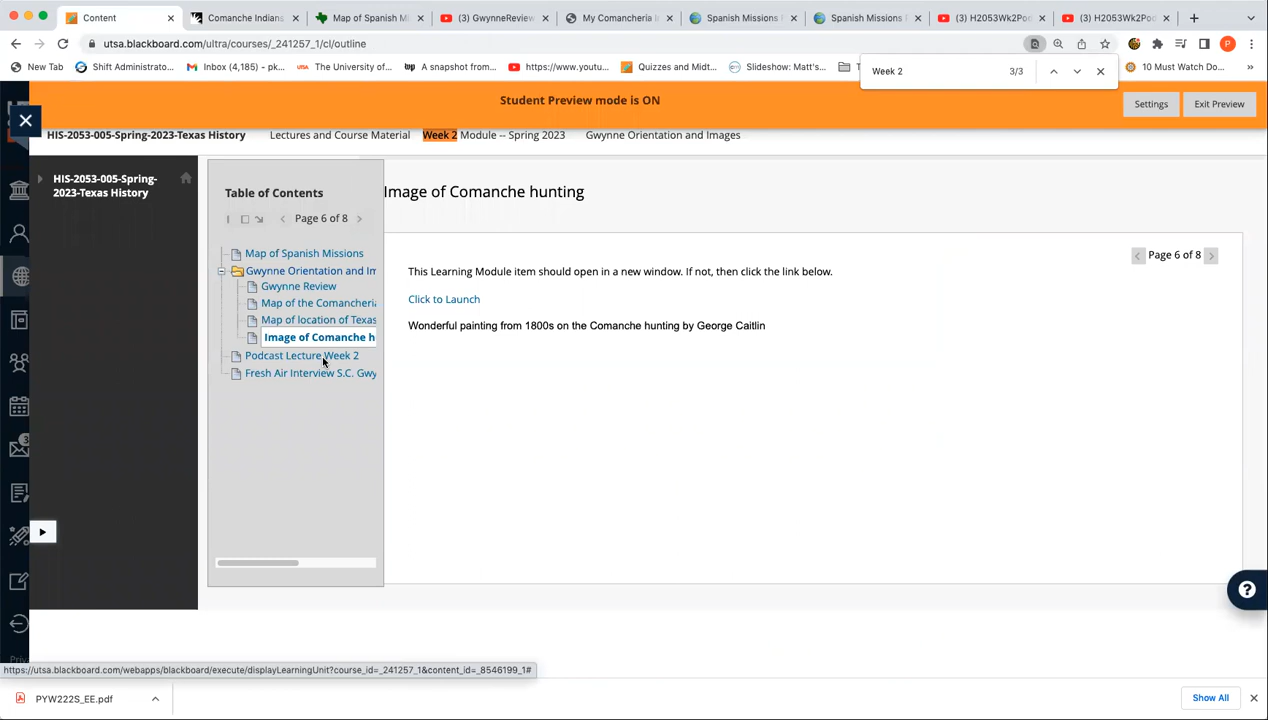 Content
Comanche Indians
Map of Spanish Mi
(3) GwynneReview
My Comancheria i
Spanish Missions
Spanish Missions
(3) H2053Wk2Poc
(3) H2053Wk2Poc
utsa.blackboard.com/ultra/courses/_241257_1/cl/outline
New Tab
Shift Administrato...
Inbox (4,185) - pk...
The University of...
A snapshot from...
https://www.youtu...
Quizzes and Midt...
Slideshow: Matt's...
10 Must Watch Do...
Week 2
3/3
Student Preview mode is ON
Settings
Exit Preview
HIS-2053-005-Spring-2023-Texas History
Lectures and Course Material
Week 2 Module -- Spring 2023
Gwynne Orientation and Images
HIS-2053-005-Spring-
2023-Texas History
Table of Contents
Page 6 of 8
Map of Spanish Missions
Gwynne Orientation and Im
Gwynne Review
Map of the Comancheria
Map of location of Texas
Image of Comanche h
Podcast Lecture Week 2
Fresh Air Interview S.C. Gwy
Image of Comanche hunting
Page 6 of 8
This Learning Module item should open in a new window. If not, then click the link below.
Click to Launch
Wonderful painting from 1800s on the Comanche hunting by George Caitlin
https://utsa.blackboard.com/webapps/blackboard/execute/displayLearningUnit?course_id=_241257_1&content_id=_8546199_1#
PYW222S_EE.pdf
Show All